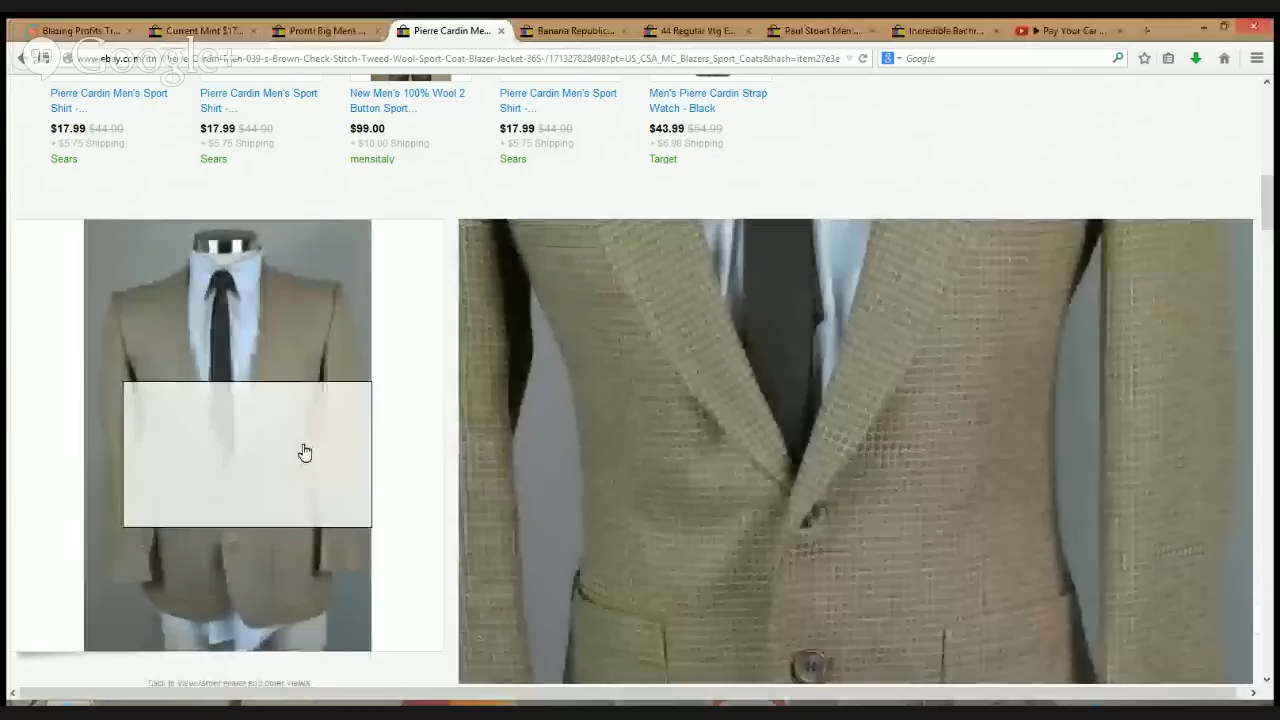 Blazing Profits Tr...
Current Mint $17...
Pronti Big Men's ...
Pierre Cardin Me...
Banana Republic...
44 Regular Vtg E...
Paul Stuart Men'...
Incredible Bathr...
Pay Your Car ...
Google+
Google
Pierre Cardin Men's Sport
Shirt -...
$17.99 $44.00
+ $5.75 Shipping
Sears
Pierre Cardin Men's Sport
Shirt -...
$17.99 $44.00
+ $5.75 Shipping
Sears
New Men's 100% Wool 2
Button Sport...
$99.00
+ $10.00 Shipping
mensitaly
Pierre Cardin Men's Sport
Shirt -...
$17.99 $44.00
+ $5.75 Shipping
Sears
Men's Pierre Cardin Strap
Watch - Black
$43.99 $54.99
+ $6.98 Shipping
Target